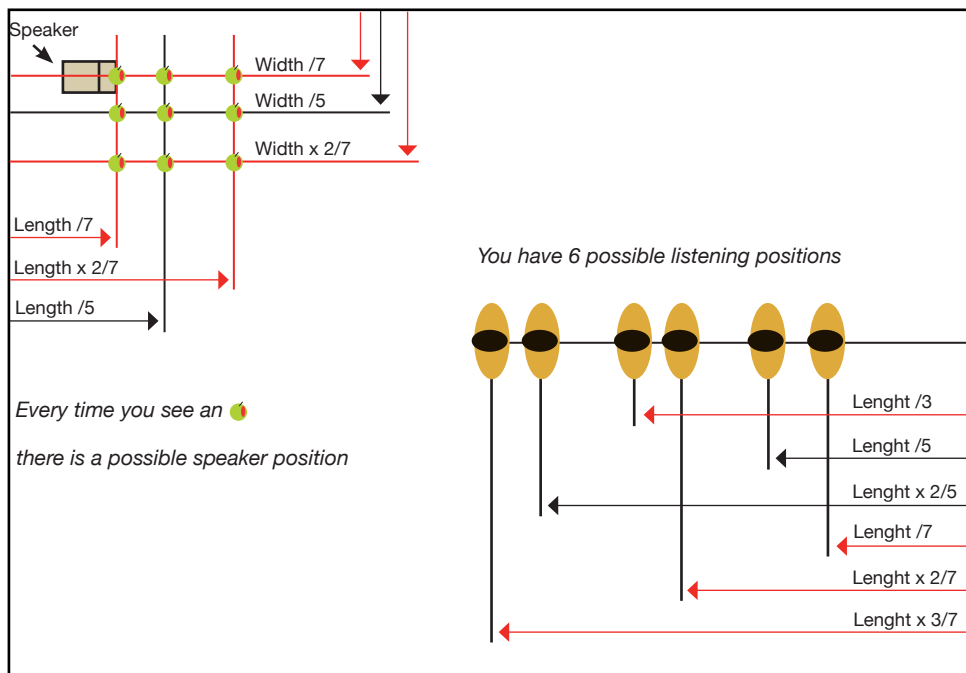 Speaker
Width /7
Width /5
Width x 2/7
Length /7
Length x 2/7
Length /5
You have 6 possible listening positions
Every time you see an
there is a possible speaker position
Lenght /3
Lenght /5
Lenght x 2/5
Lenght /7
Lenght x 2/7
Lenght x 3/7